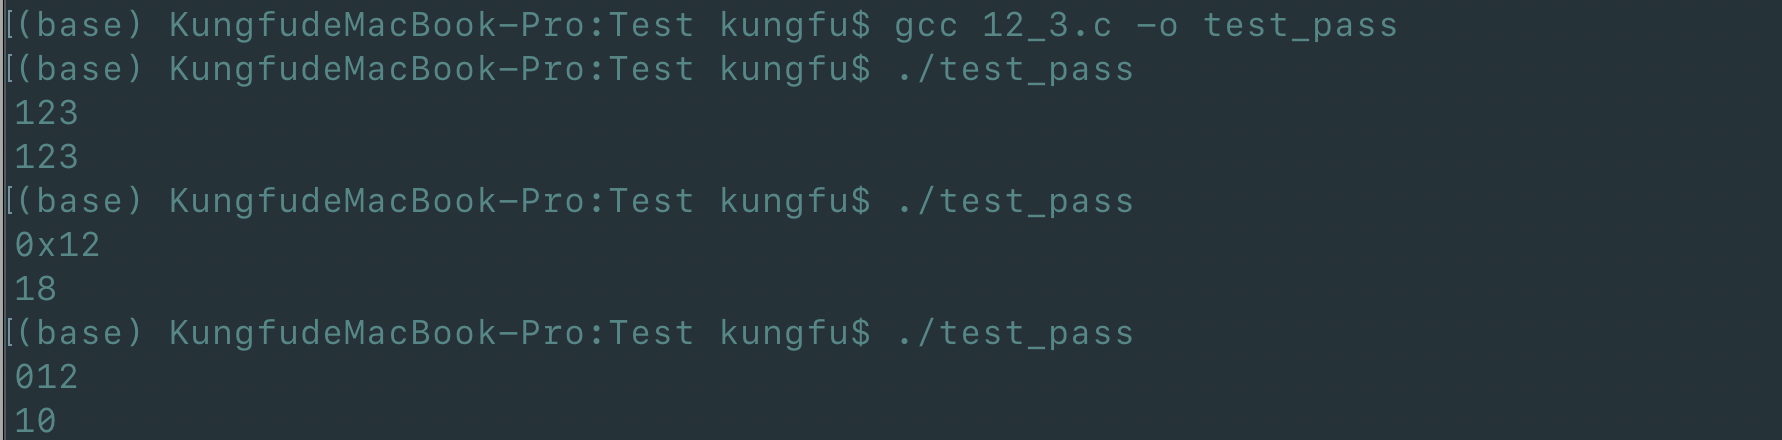 [(base) KungfudeMacBook-Pro:Test kungfu$ gcc 12_3.c -o test_pass
[(base) KungfudeMacBook-Pro:Test kungfu$ ./test_pass
123
123
[(base) KungfudeMacBook-Pro:Test kungfu$ ./test_pass
0x12
18
[(base) KungfudeMacBook-Pro:Test kungfu$ ./test_pass
012
10